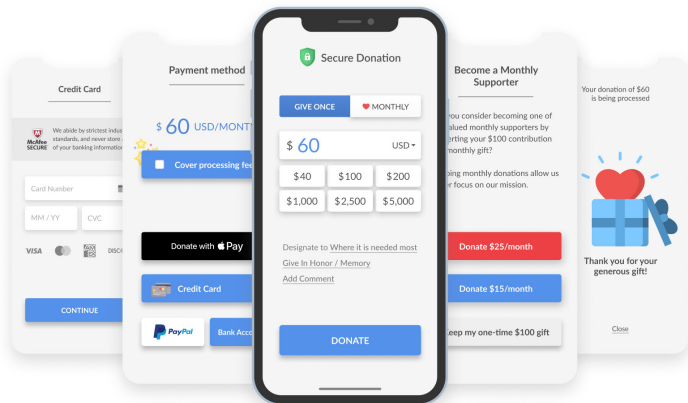 Credit Card
McAfee
SECURE
We abide by strictest indus
standards, and never store
of your banking information
Card Number
MM / YY
CVC
VISA
DISC
CONTINUE
Payment method
$ 60 USD/MONT
Cover processing fee
Donate with Pay
Credit Card
PayPal
Bank Acco
Secure Donation
GIVE ONCE
MONTHLY
$ 60
USD
$40
$100
$200
$1,000
$2,500
$5,000
Designate to Where it is needed most
Give In Honor / Memory
Add Comment
DONATE
Become a Monthly
Supporter
you consider becoming one of
alued monthly supporters by
erting your $100 contribution
monthly gift?
oing monthly donations allow us
er focus on our mission.
Donate $25/month
Donate $15/month
Keep my one-time $100 gift
Your donation of $60
is being processed
Thank you for your
generous gift!
Close